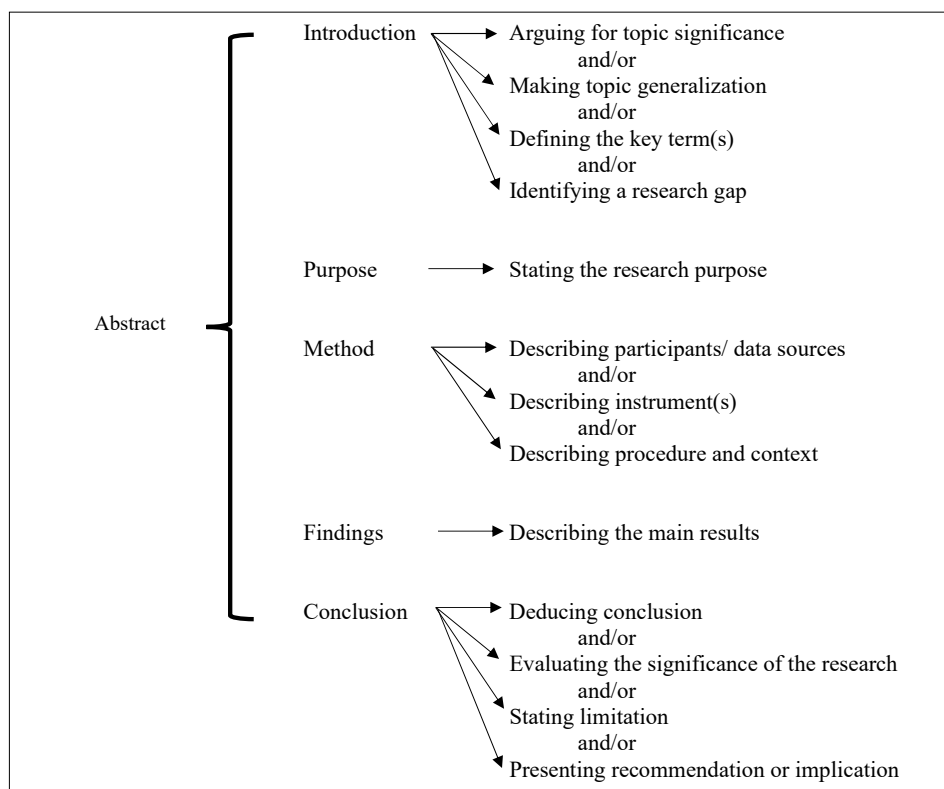 Introduction
Arguing for topic significance
and/or
Making topic generalization
and/or
Defining the key term(s)
and/or
Identifying a research gap
Purpose
Stating the research purpose
Abstract
Method
Describing participants/ data sources
and/or
Describing instrument(s)
and/or
Describing procedure and context
Findings
Describing the main results
Conclusion
Deducing conclusion
and/or
Evaluating the significance of the research
and/or
Stating limitation
and/or
Presenting recommendation or implication